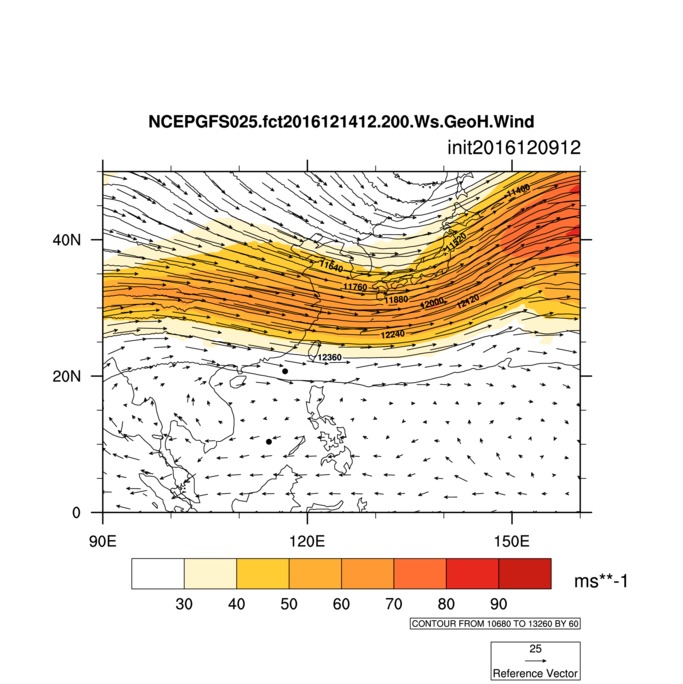 NCEPGFS025.fct2016121412.200.Ws.GeoH.Wind
init2016120912
11400
11520
11640
11760
11880
12000
12120
12240
12360
40N
20N
0
90E 120E 150E
30 40 50 60 70 80 90
ms**-1
CONTOUR FROM 10680 TO 13260 BY 60
25
Reference Vector